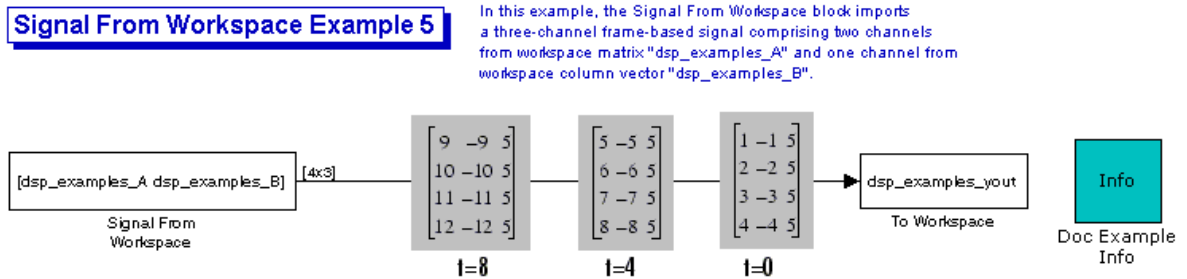 Signal From Workspace Example 5
In this example, the Signal From Workspace block imports
a three-channel frame-based signal comprising two channels
from workspace matrix "dsp_examples_A" and one channel from
workspace column vector "dsp_examples_B".
[dsp_examples_A dsp_examples_B]
[4x3]
Signal From
Workspace
9 −9 5
10 −10 5
11 −11 5
12 −12 5
t=8
5 −5 5
6 −6 5
7 −7 5
8 −8 5
t=4
1 −1 5
2 −2 5
3 −3 5
4 −4 5
t=0
dsp_examples_yout
To Workspace
Info
Doc Example
Info